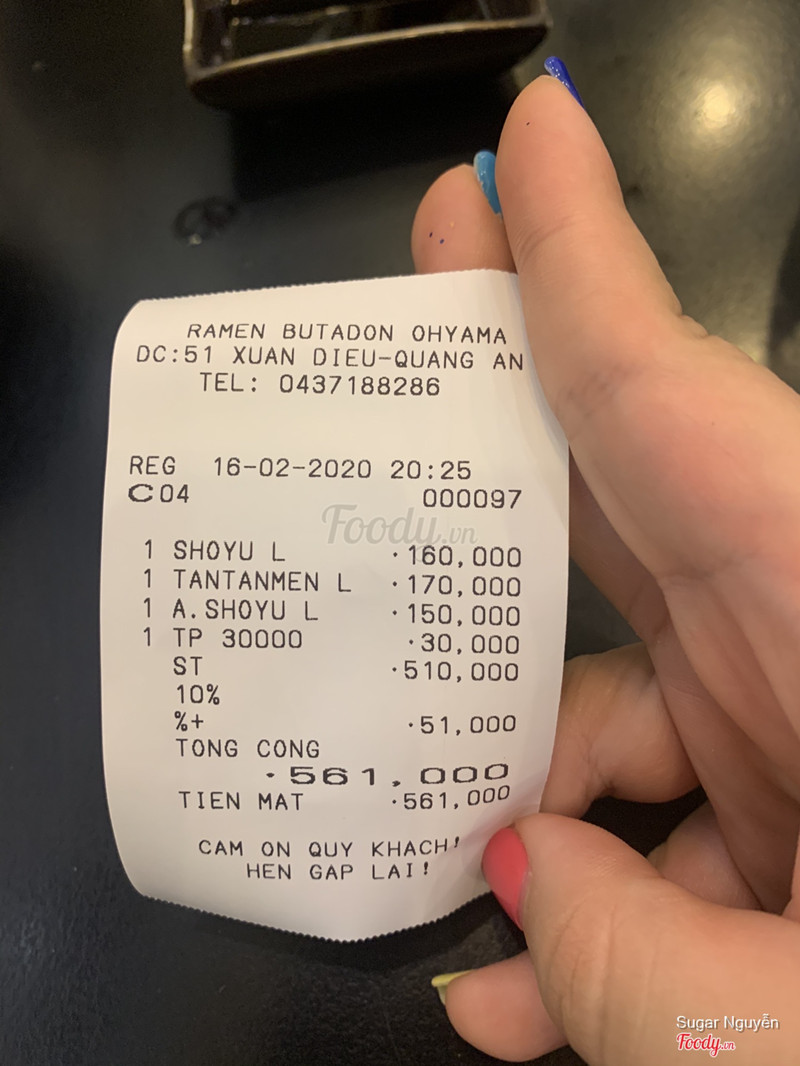 RAMEN BUTADON OHYAMA
DC:51 XUAN DIEU-QUANG AN
TEL: 0437188286
REG 16-02-2020 20:25
C04 000097
Foody.vn
1 SHOYU L ·160,000
1 TANTANMEN L ·170,000
1 A.SHOYU L ·150,000
1 TP 30000 ·30,000
ST ·510,000
10%
%+ ·51,000
TONG CONG
·561,000
TIEN MAT ·561,000
CAM ON QUY KHACH!
HEN GAP LAI!
Sugar Nguyễn
Foody.vn